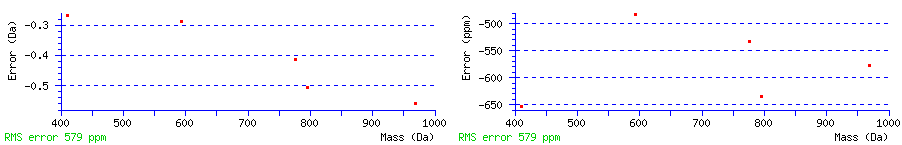 Error (Da)
-0.3
-0.4
-0.5
400 500 600 700 800 900 1000
RMS error 579 ppm
Mass (Da)
Error (ppm)
-500
-550
-600
-650
400 500 600 700 800 900 1000
RMS error 579 ppm
Mass (Da)